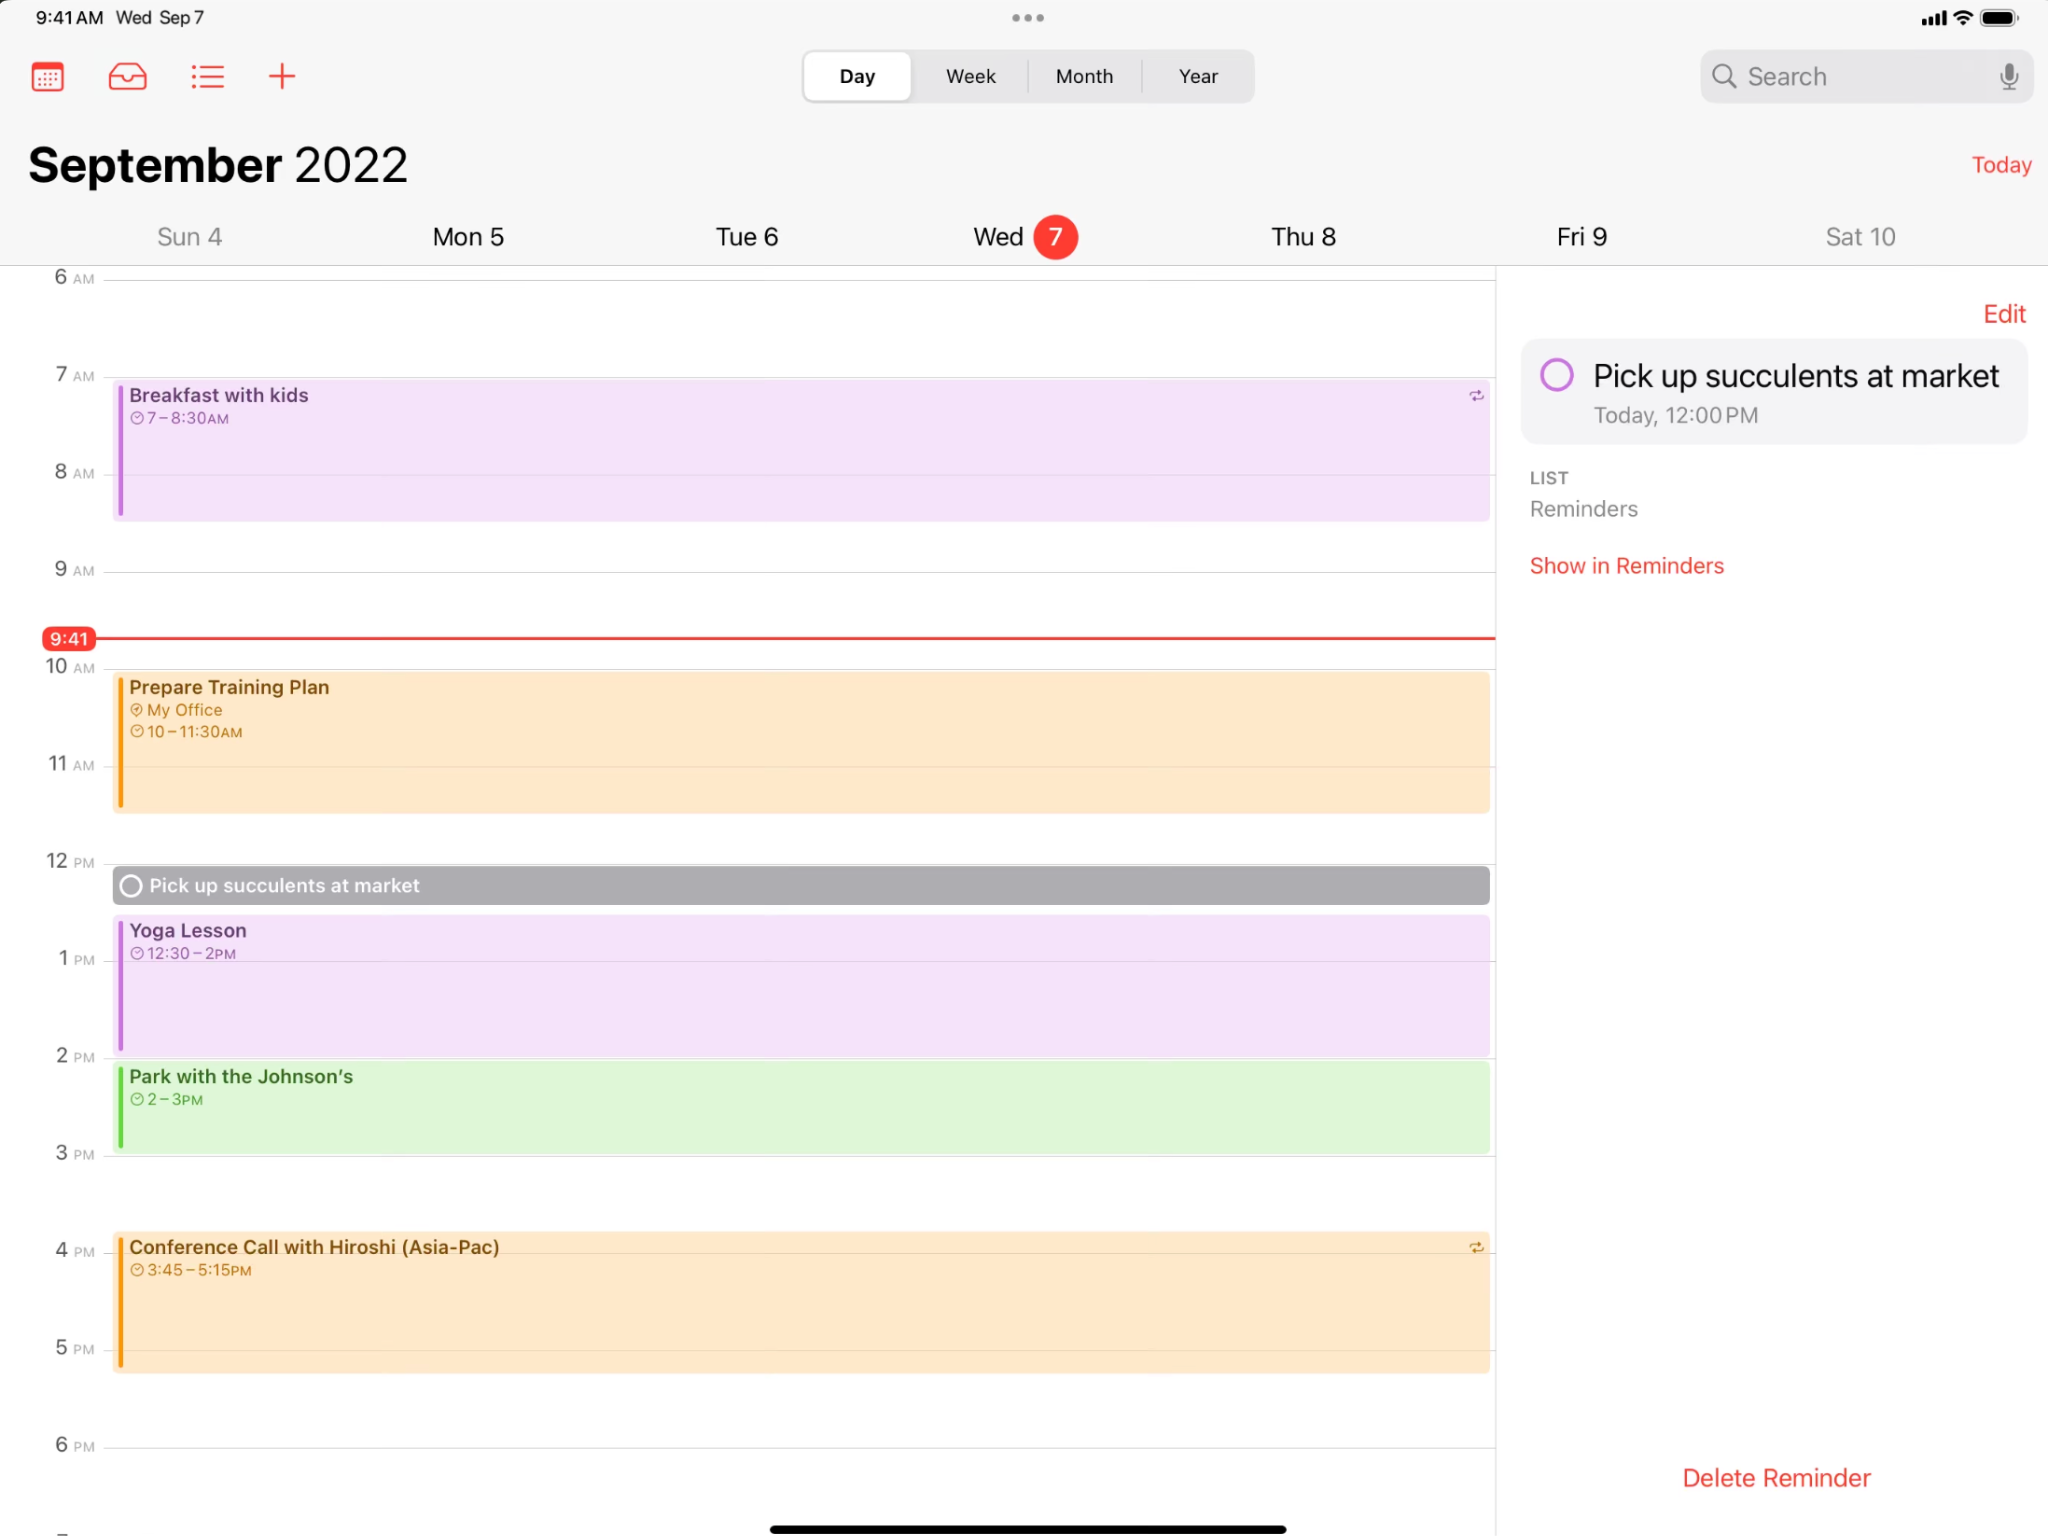 9:41 AM Wed Sep 7
Day Week Month Year
Search
September 2022
Today
Sun 4 Mon 5 Tue 6 Wed 7 Thu 8 Fri 9 Sat 10
6 AM
7 AM
Breakfast with kids
7 – 8:30AM
8 AM
9 AM
9:41
10 AM
Prepare Training Plan
My Office
10 – 11:30AM
11 AM
12 PM
Pick up succulents at market
Yoga Lesson
12:30 – 2PM
1 PM
2 PM
Park with the Johnson’s
2 – 3PM
3 PM
4 PM
Conference Call with Hiroshi (Asia-Pac)
3:45 – 5:15PM
5 PM
6 PM
Edit
Pick up succulents at market
Today, 12:00 PM
LIST
Reminders
Show in Reminders
Delete Reminder